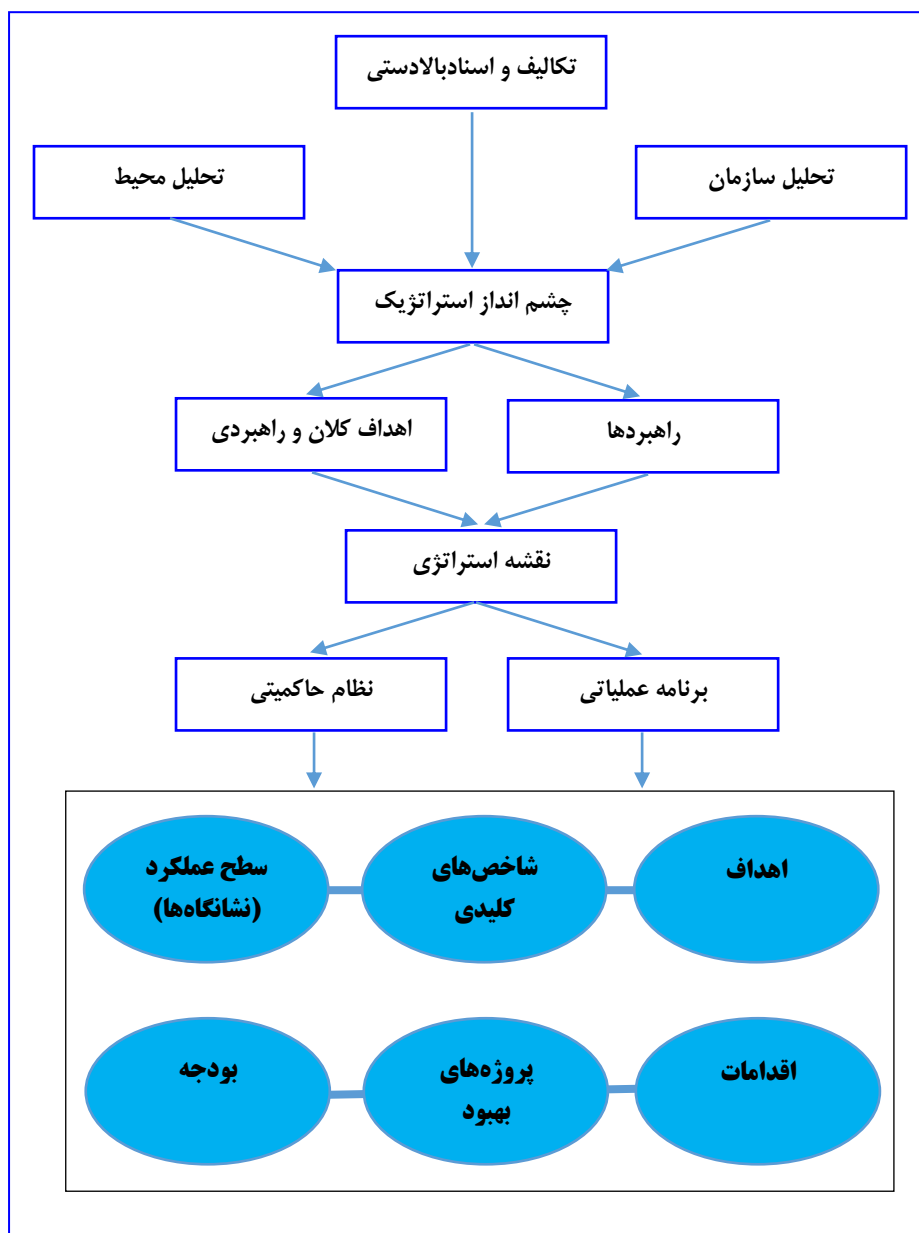 تکالیف و اسنادبالادستی
تحلیل سازمان
تحلیل محیط
چشم انداز استراتژیک
راهبردها
اهداف کلان و راهبردی
نقشه استراتژی
برنامه عملیاتی
نظام حاکمیتی
اهداف
شاخص‌های
کلیدی
سطح عملکرد
(نشانگاه‌ها)
اقدامات
پروژه‌های
بهبود
بودجه